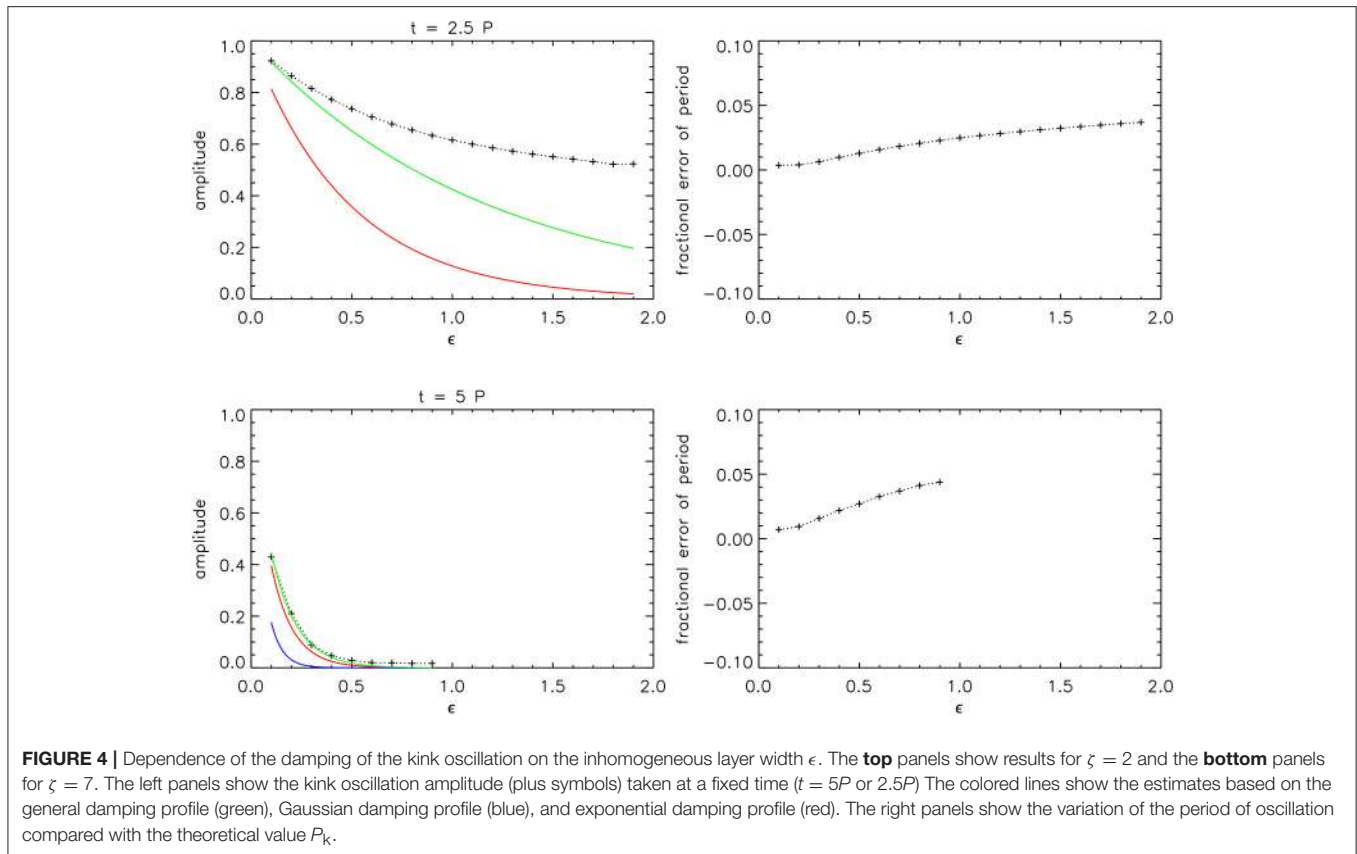 t = 2.5 P
1.0
0.8
0.6
0.4
0.2
0.0
amplitude
0.0 0.5 1.0 1.5 2.0
ϵ
0.10
0.05
0.00
−0.05
−0.10
fractional error of period
0.0 0.5 1.0 1.5 2.0
ϵ
t = 5 P
1.0
0.8
0.6
0.4
0.2
0.0
amplitude
0.0 0.5 1.0 1.5 2.0
ϵ
0.10
0.05
0.00
−0.05
−0.10
fractional error of period
0.0 0.5 1.0 1.5 2.0
ϵ
FIGURE 4 | Dependence of the damping of the kink oscillation on the inhomogeneous layer width ϵ. The top panels show results for ζ = 2 and the bottom panels
for ζ = 7. The left panels show the kink oscillation amplitude (plus symbols) taken at a fixed time (t = 5P or 2.5P) The colored lines show the estimates based on the
general damping profile (green), Gaussian damping profile (blue), and exponential damping profile (red). The right panels show the variation of the period of oscillation
compared with the theoretical value Pk.